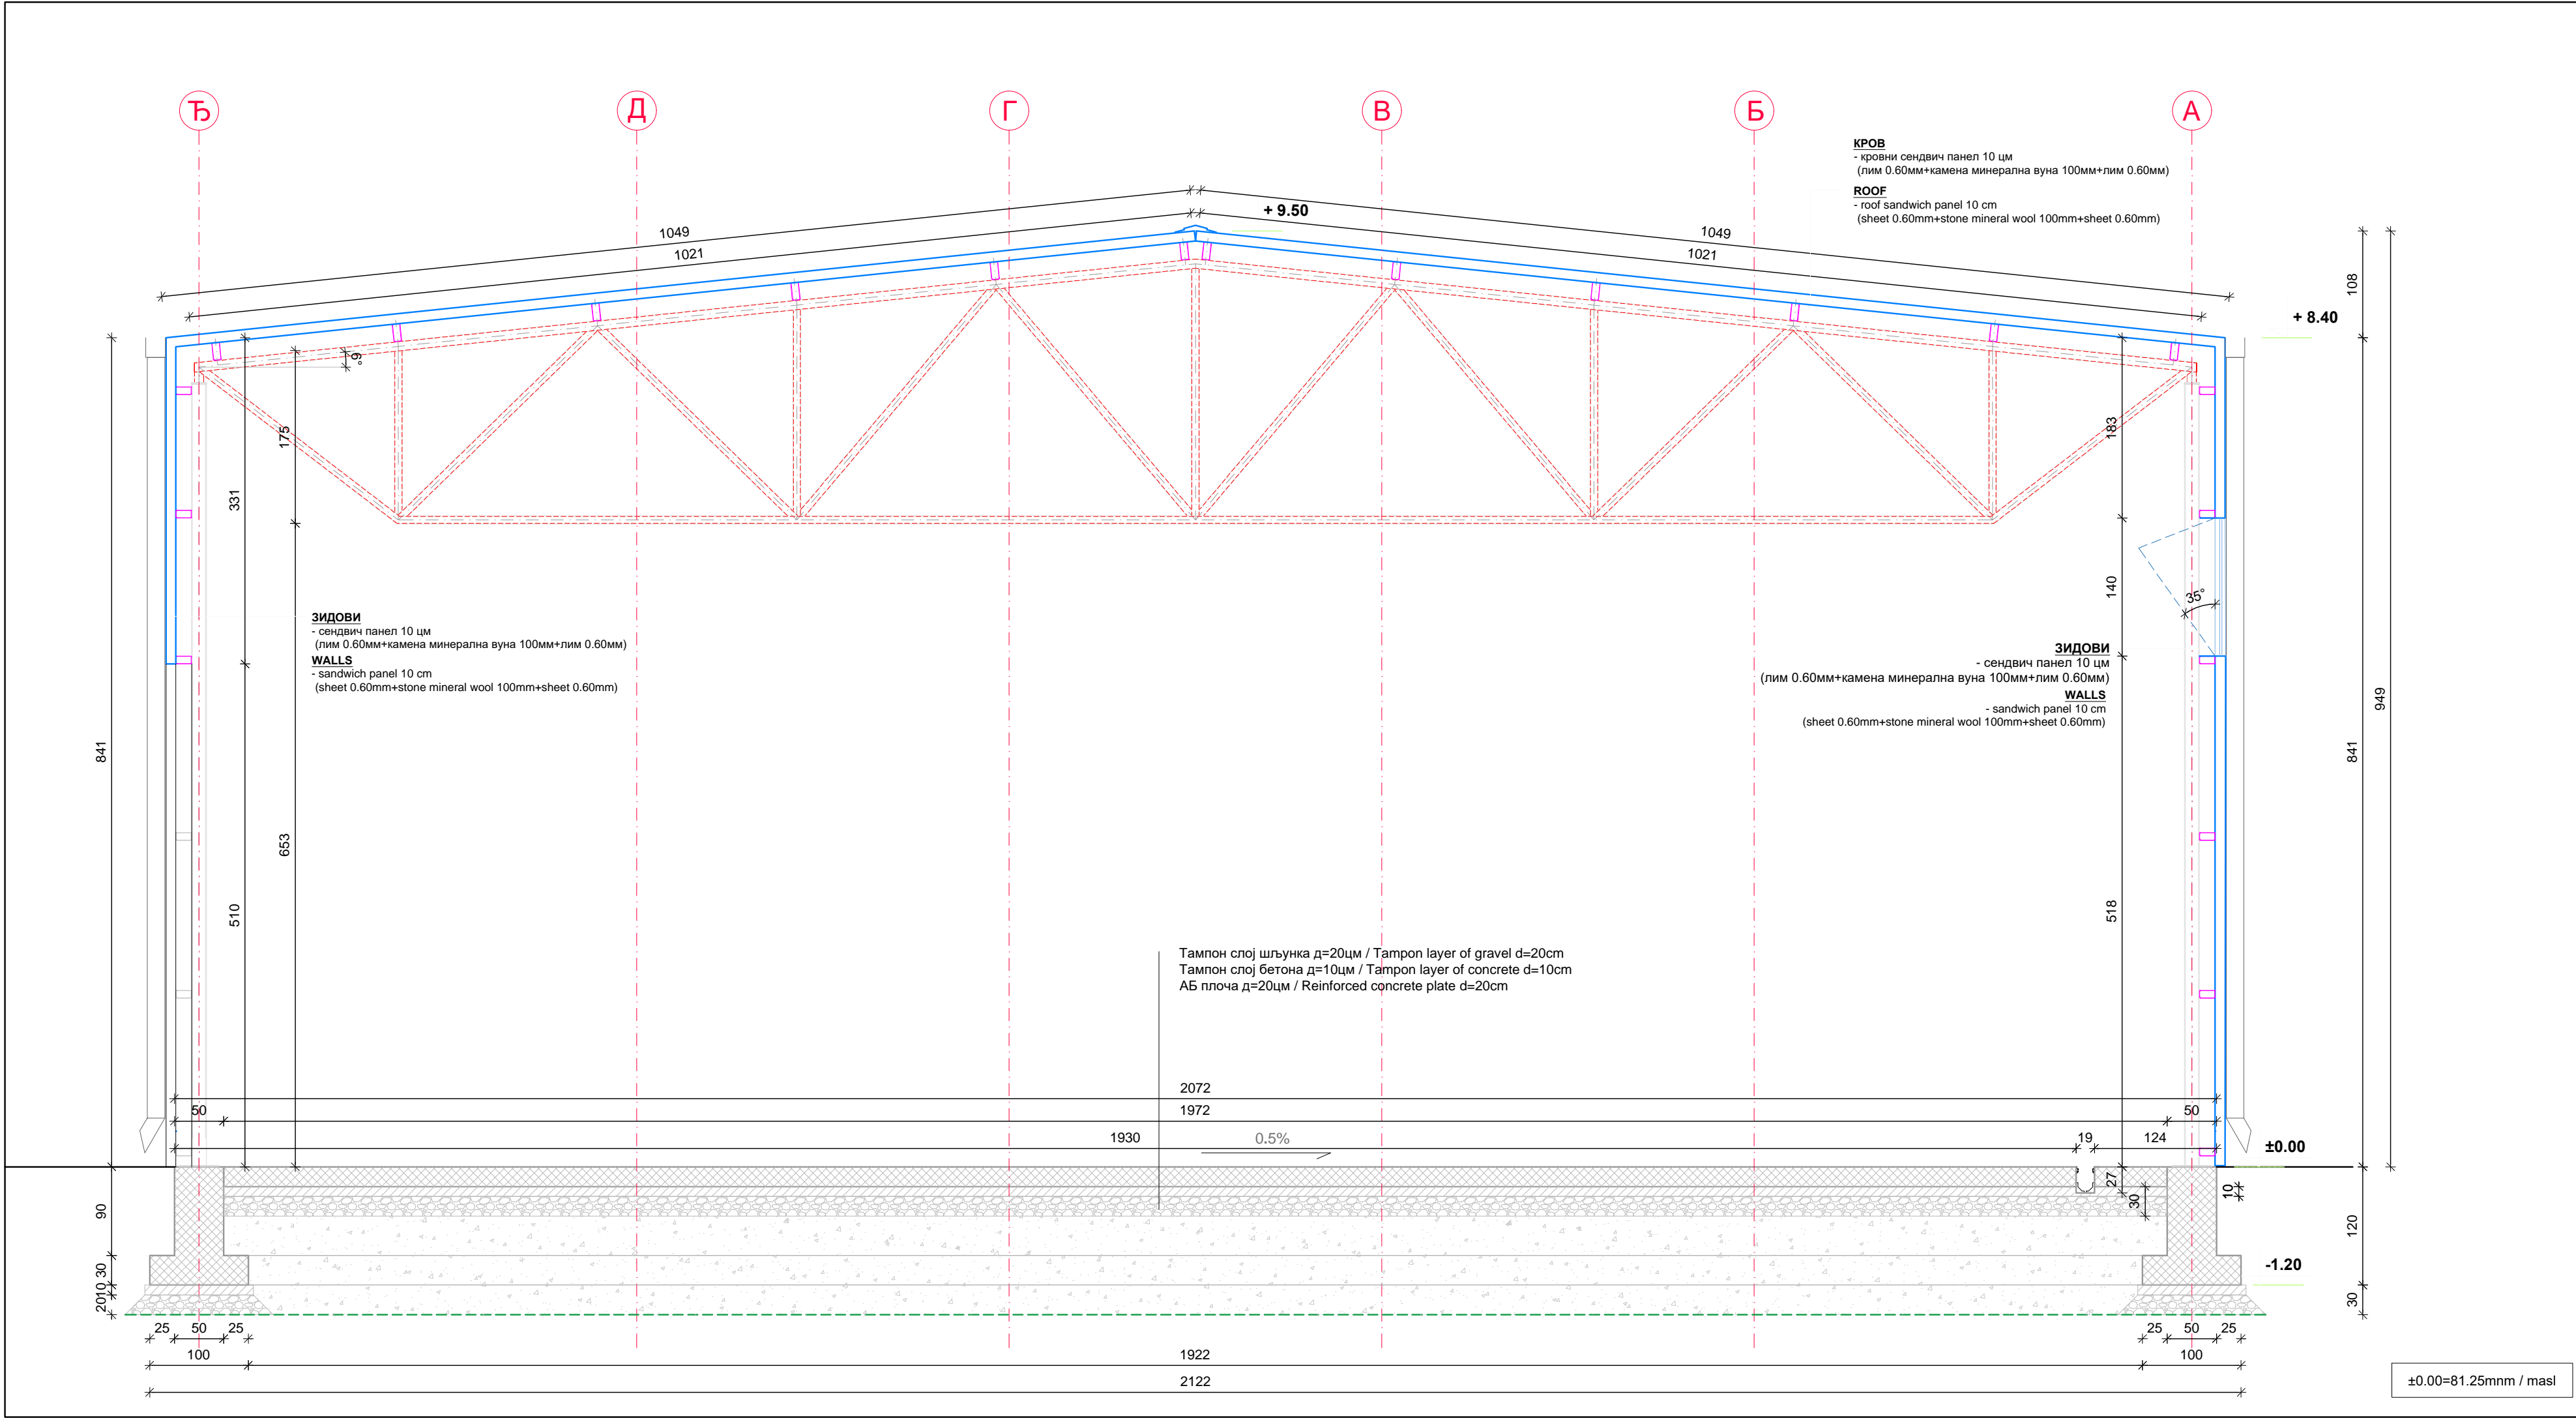 Ђ
Д
Г
В
Б
А
КРОВ
- кровни сендвич панел 10 цм
(лим 0.60мм+камена минерална вуна 100мм+лим 0.60мм)
ROOF
- roof sandwich panel 10 cm
(sheet 0.60mm+stone mineral wool 100mm+sheet 0.60mm)
+ 9.50
1049
1021
1049
1021
108
+ 8.40
6°
175
331
183
140
35°
ЗИДОВИ
- сендвич панел 10 цм
(лим 0.60мм+камена минерална вуна 100мм+лим 0.60мм)
WALLS
- sandwich panel 10 cm
(sheet 0.60mm+stone mineral wool 100mm+sheet 0.60mm)
ЗИДОВИ
- сендвич панел 10 цм
(лим 0.60мм+камена минерална вуна 100мм+лим 0.60мм)
WALLS
- sandwich panel 10 cm
(sheet 0.60mm+stone mineral wool 100mm+sheet 0.60mm)
841
653
510
518
841
949
Тампон слој шљунка д=20цм / Tampon layer of gravel d=20cm
Тампон слој бетона д=10цм / Tampon layer of concrete d=10cm
АБ плоча д=20цм / Reinforced concrete plate d=20cm
2072
50
1972
50
1930
0.5%
19
124
±0.00
27
30
10
90
120
30
10
20
-1.20
30
25
50
25
25
50
25
100
1922
100
2122
±0.00=81.25mnm / masl